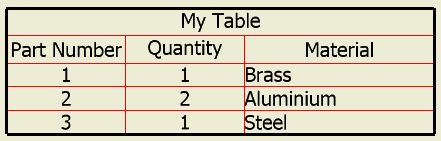 My Table
Part Number Quantity Material
1 1 Brass
2 2 Aluminium
3 1 Steel